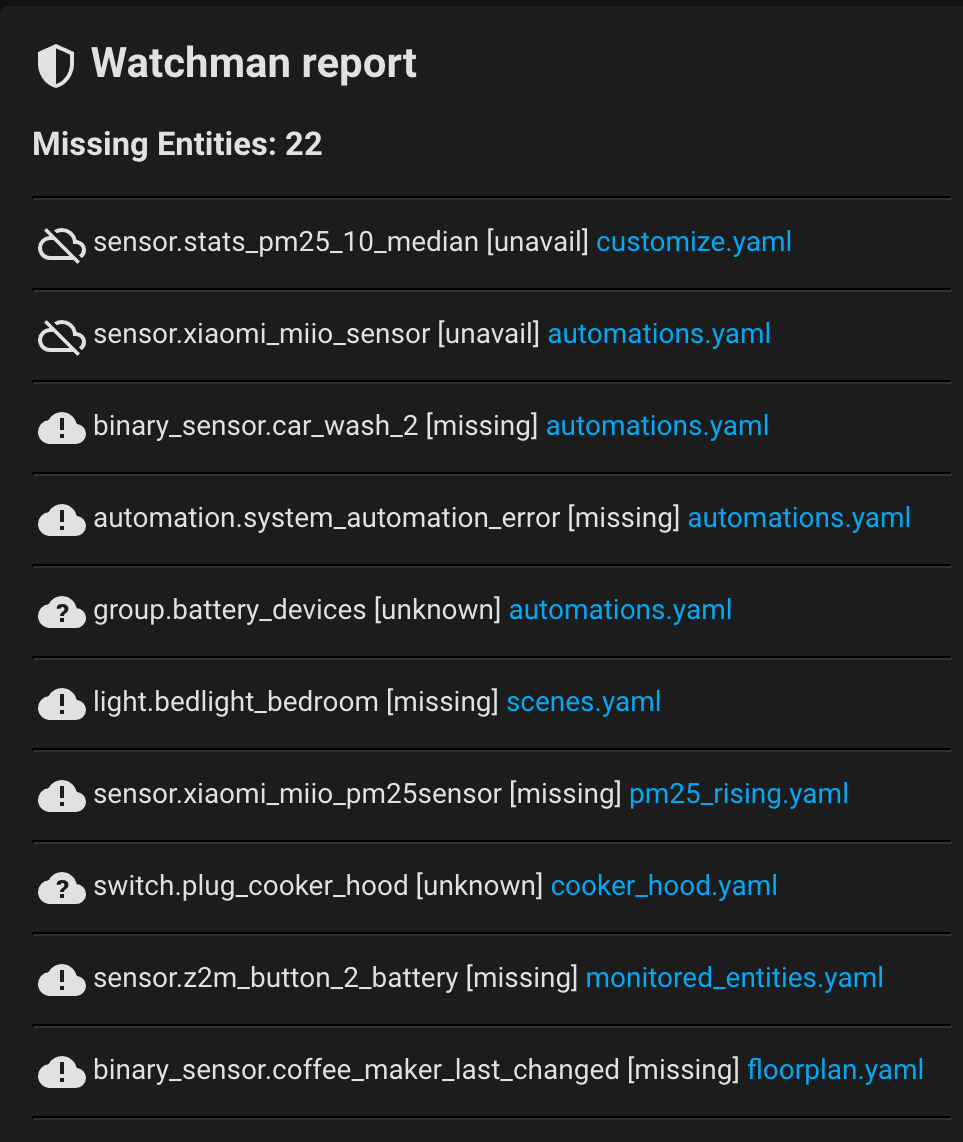 Watchman report
Missing Entities: 22
sensor.stats_pm25_10_median [unavail] customize.yaml
sensor.xiaomi_miio_sensor [unavail] automations.yaml
binary_sensor.car_wash_2 [missing] automations.yaml
automation.system_automation_error [missing] automations.yaml
group.battery_devices [unknown] automations.yaml
light.bedlight_bedroom [missing] scenes.yaml
sensor.xiaomi_miio_pm25sensor [missing] pm25_rising.yaml
switch.plug_cooker_hood [unknown] cooker_hood.yaml
sensor.z2m_button_2_battery [missing] monitored_entities.yaml
binary_sensor.coffee_maker_last_changed [missing] floorplan.yaml